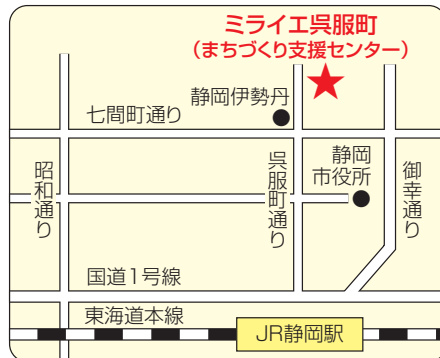 ミライエ呉服町
(まちづくり支援センター)
静岡伊勢丹
七間町通り
昭和通り
呉服町通り
静岡
市役所
御幸通り
国道1号線
東海道本線
JR静岡駅